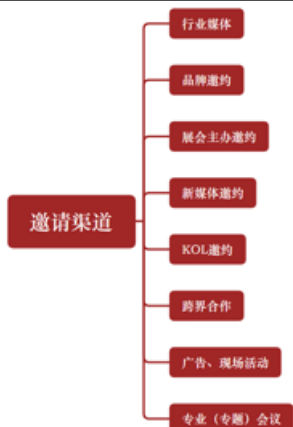 邀请渠道
行业媒体
品牌邀约
展会主办邀约
新媒体邀约
KOL邀约
跨界合作
广告、现场活动
专业（专题）会议